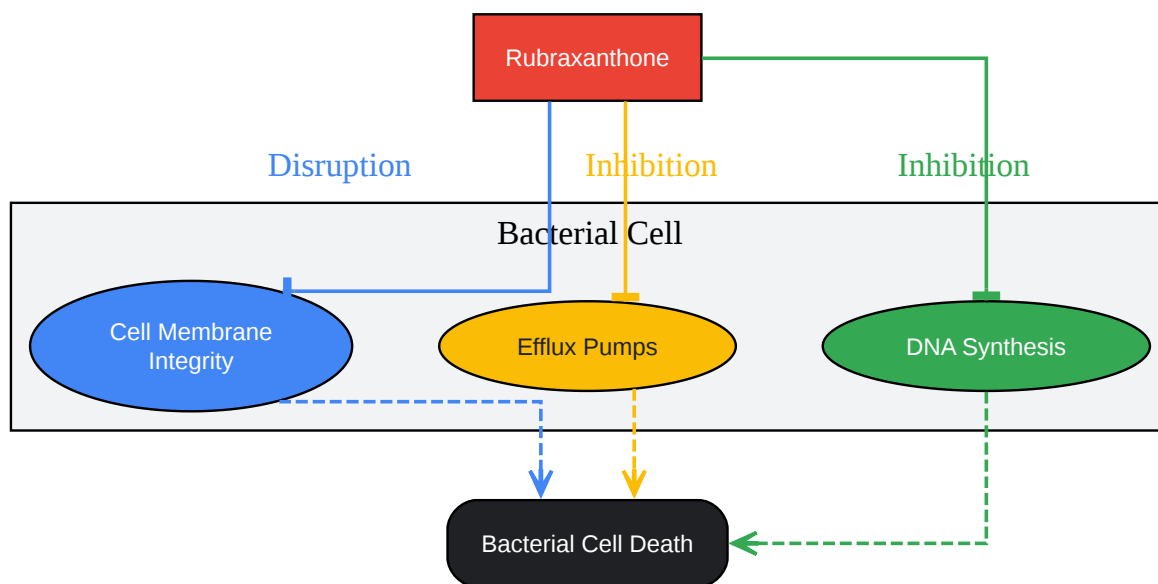 Rubraxanthone
Disruption
Inhibition
Inhibition
Bacterial Cell
Cell Membrane
Integrity
Efflux Pumps
DNA Synthesis
Bacterial Cell Death